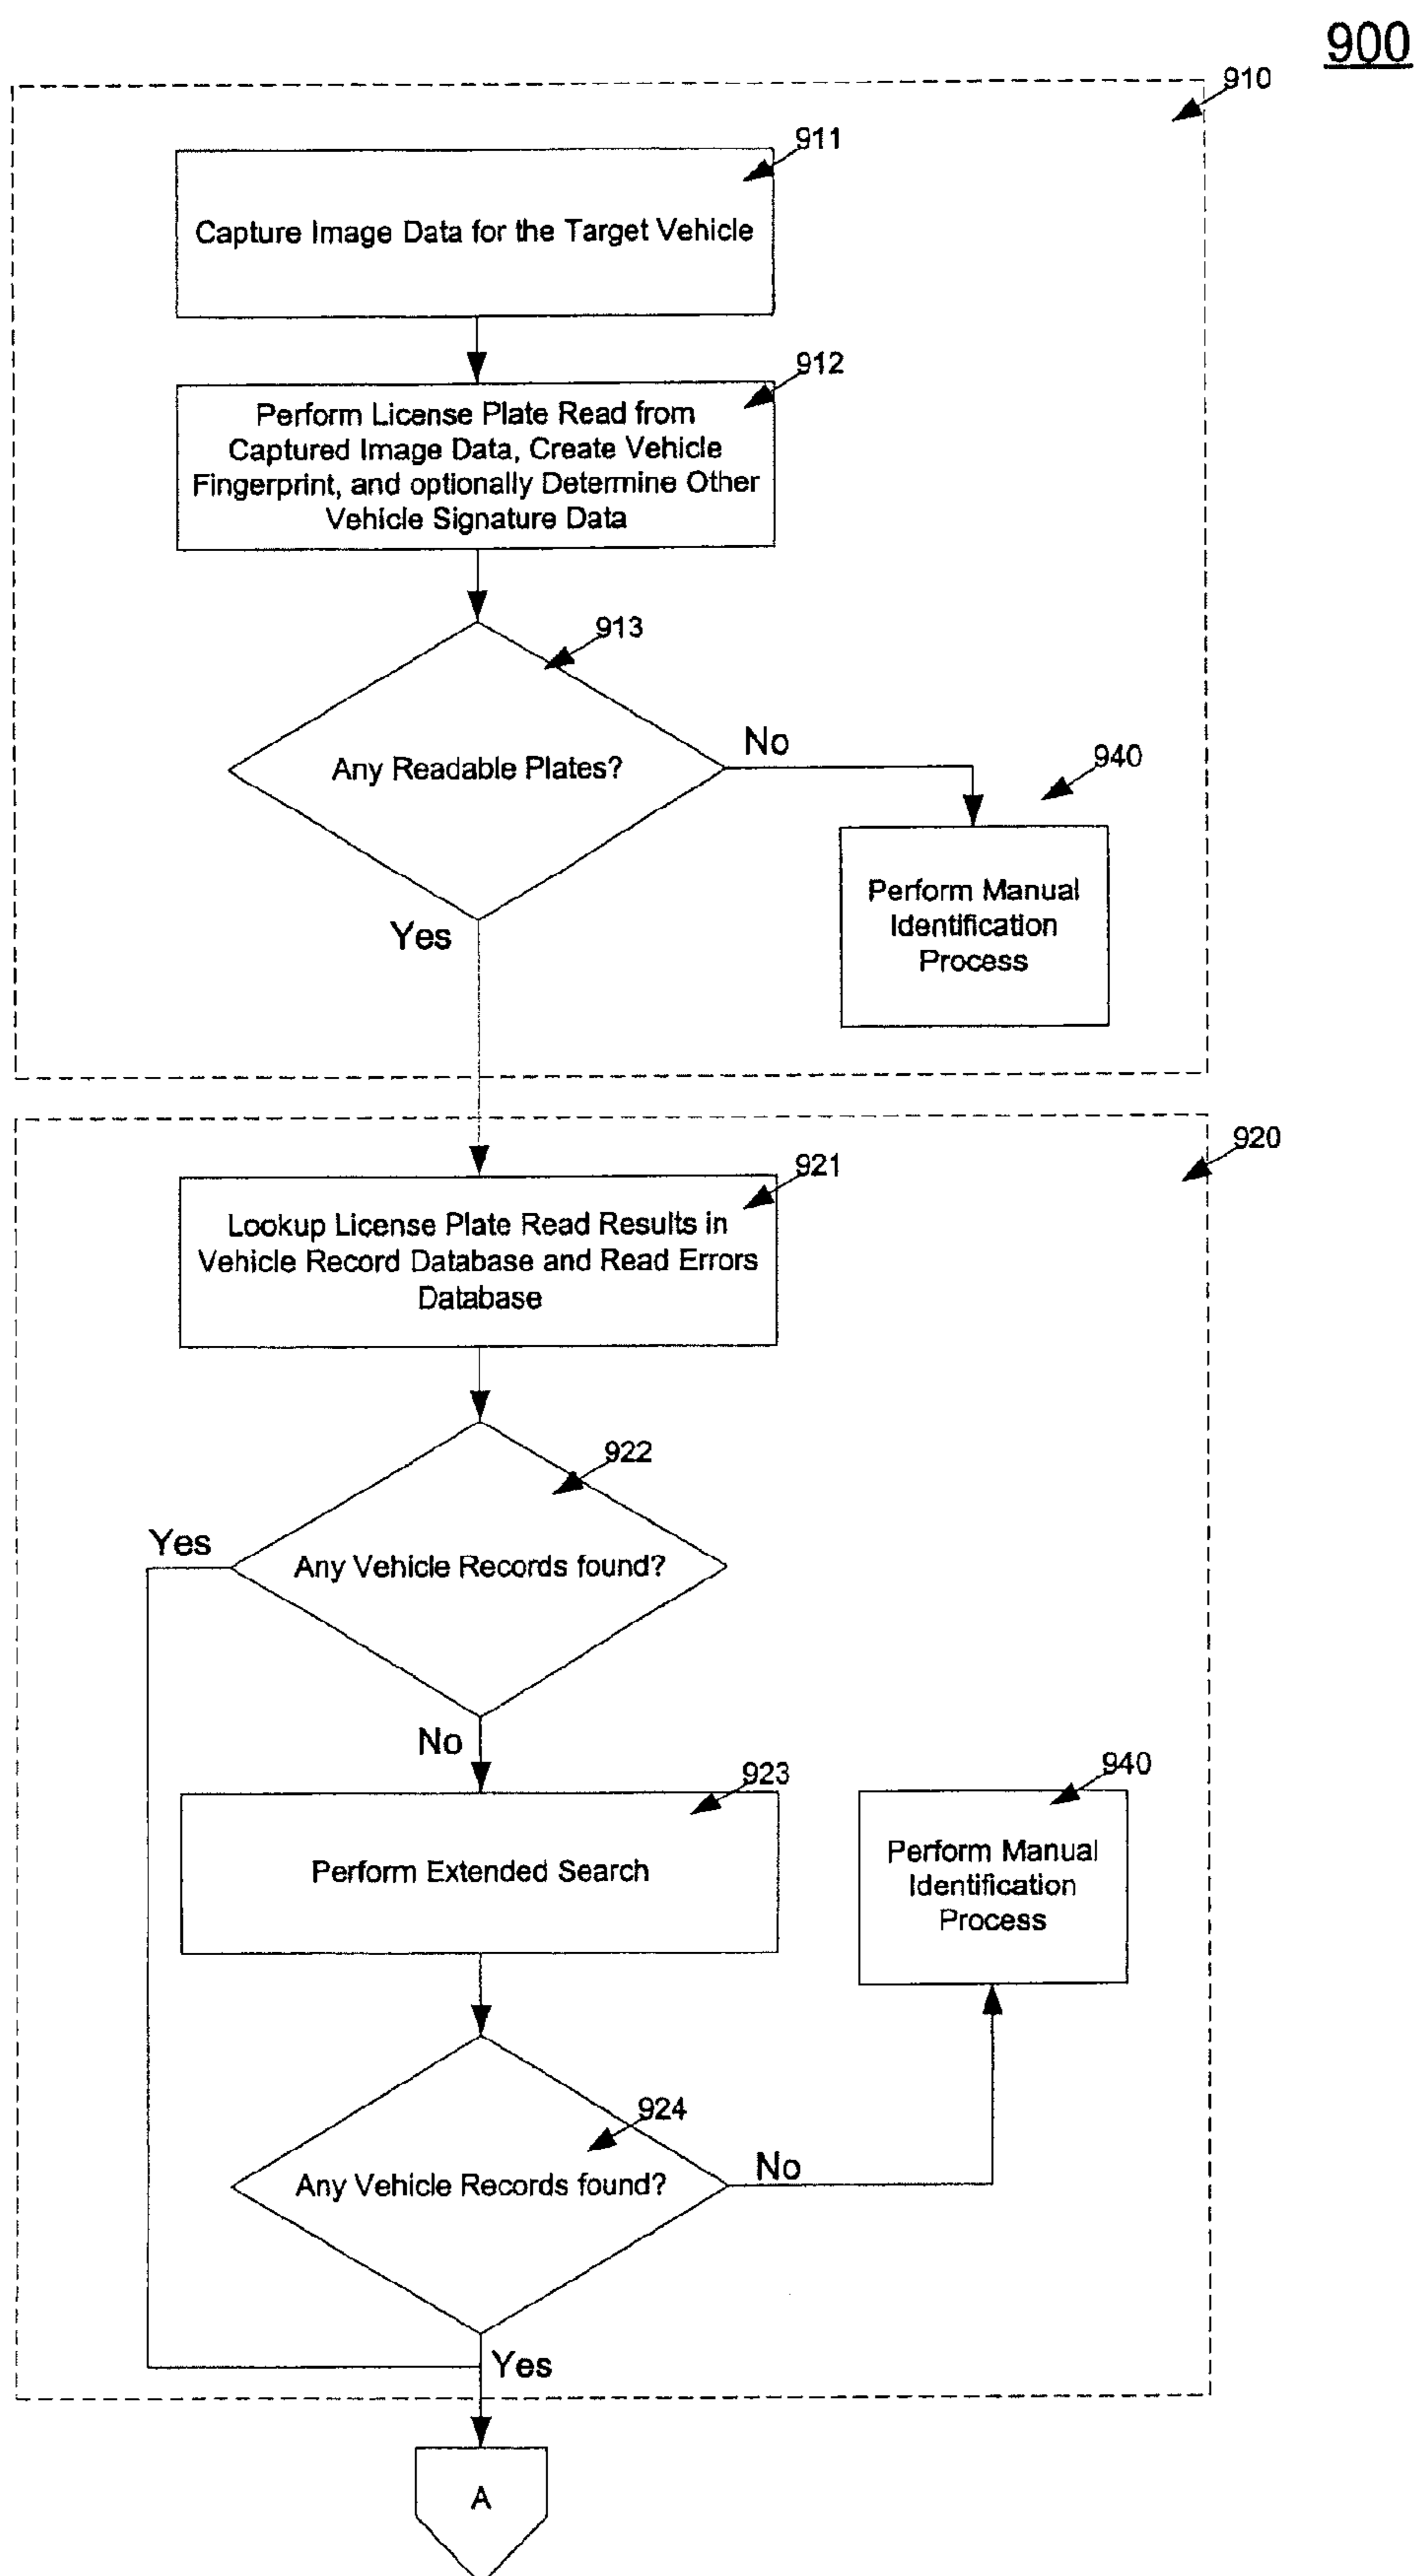 900
910
911
Capture Image Data for the Target Vehicle
912
Perform License Plate Read from
Captured Image Data, Create Vehicle
Fingerprint, and optionally Determine Other
Vehicle Signature Data
913
Any Readable Plates?
No
940
Perform Manual
Identification
Process
Yes
920
921
Lookup License Plate Read Results in
Vehicle Record Database and Read Errors
Database
922
Yes
Any Vehicle Records found?
No
923
Perform Extended Search
940
Perform Manual
Identification
Process
924
Any Vehicle Records found?
No
Yes
A